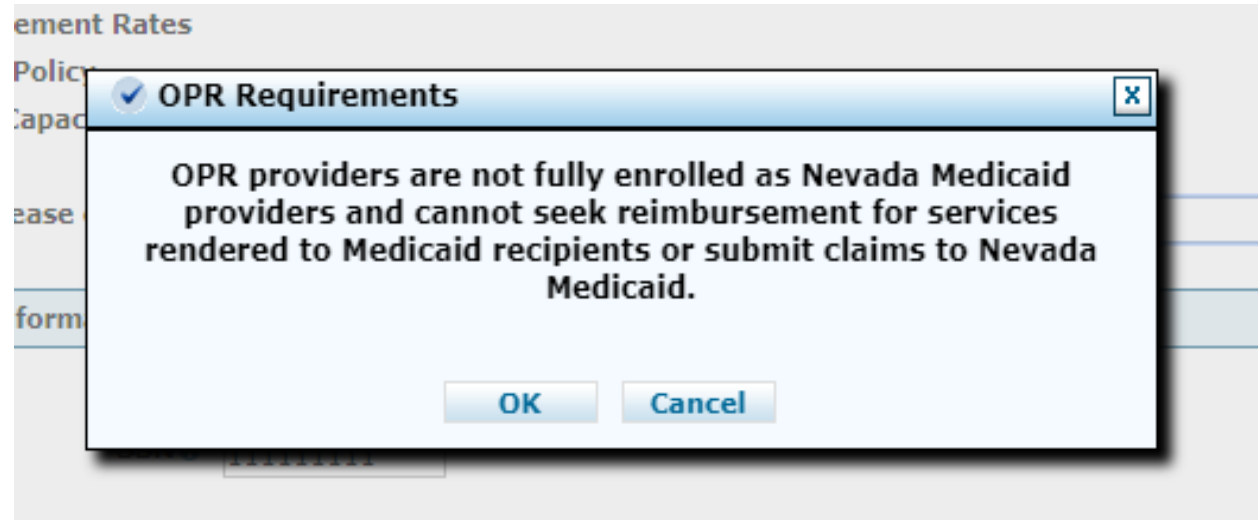 ement Rates
Policy
OPR Requirements
X
Capac
OPR providers are not fully enrolled as Nevada Medicaid
providers and cannot seek reimbursement for services
ease
rendered to Medicaid recipients or submit claims to Nevada
Medicaid.
forma
OK Cancel